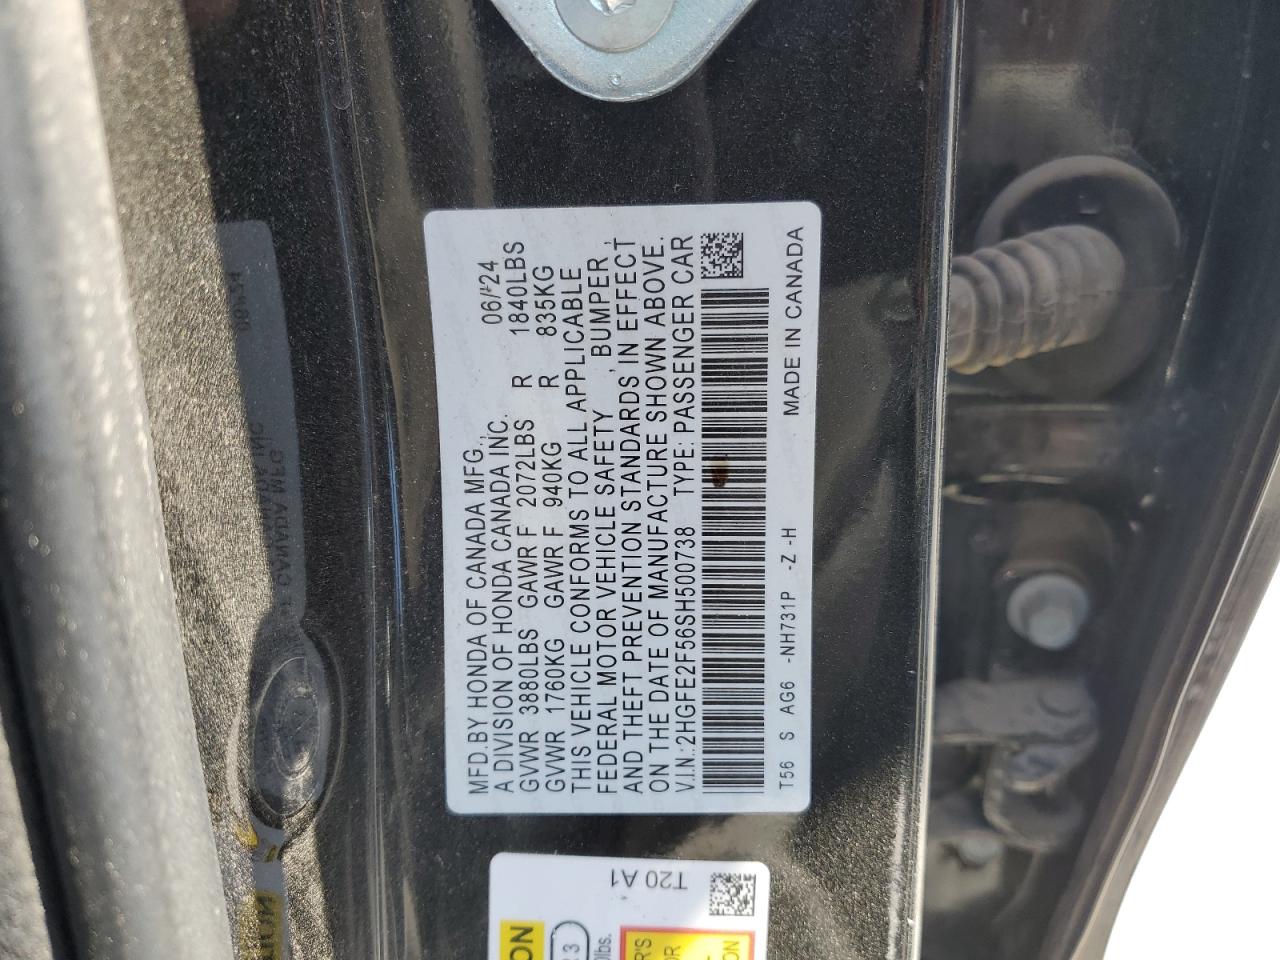 MFD.BY HONDA OF CANADA MFG., 06/24
A DIVISION OF HONDA CANADA INC.
GVWR 3880LBS GAWR F 2072LBS R 1840LBS
GVWR 1760KG GAWR F 940KG R 835KG
THIS VEHICLE CONFORMS TO ALL APPLICABLE
FEDERAL MOTOR VEHICLE SAFETY , BUMPER,
AND THEFT PREVENTION STANDARDS IN EFFECT
ON THE DATE OF MANUFACTURE SHOWN ABOVE.
V.I.N.:2HGFE2F56SH500738 TYPE: PASSENGER CAR
T56 S AG6 -NH731P -Z -H MADE IN CANADA
T20 A1